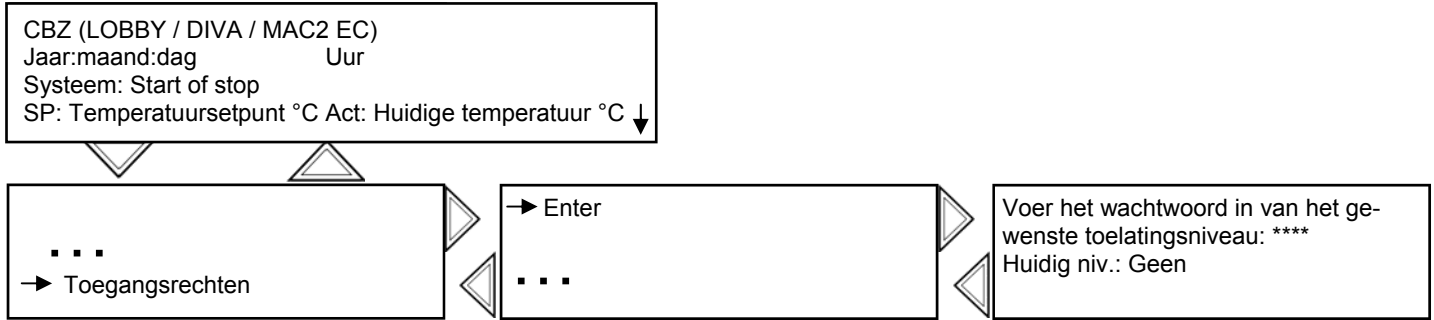 CBZ (LOBBY / DIVA / MAC2 EC)
Jaar:maand:dag Uur
Systeem: Start of stop
SP: Temperatuursetpunt °C Act: Huidige temperatuur °C
...
Toegangsrechten
Enter
...
Voer het wachtwoord in van het ge-
wenste toelatingsniveau: ****
Huidig niv.: Geen